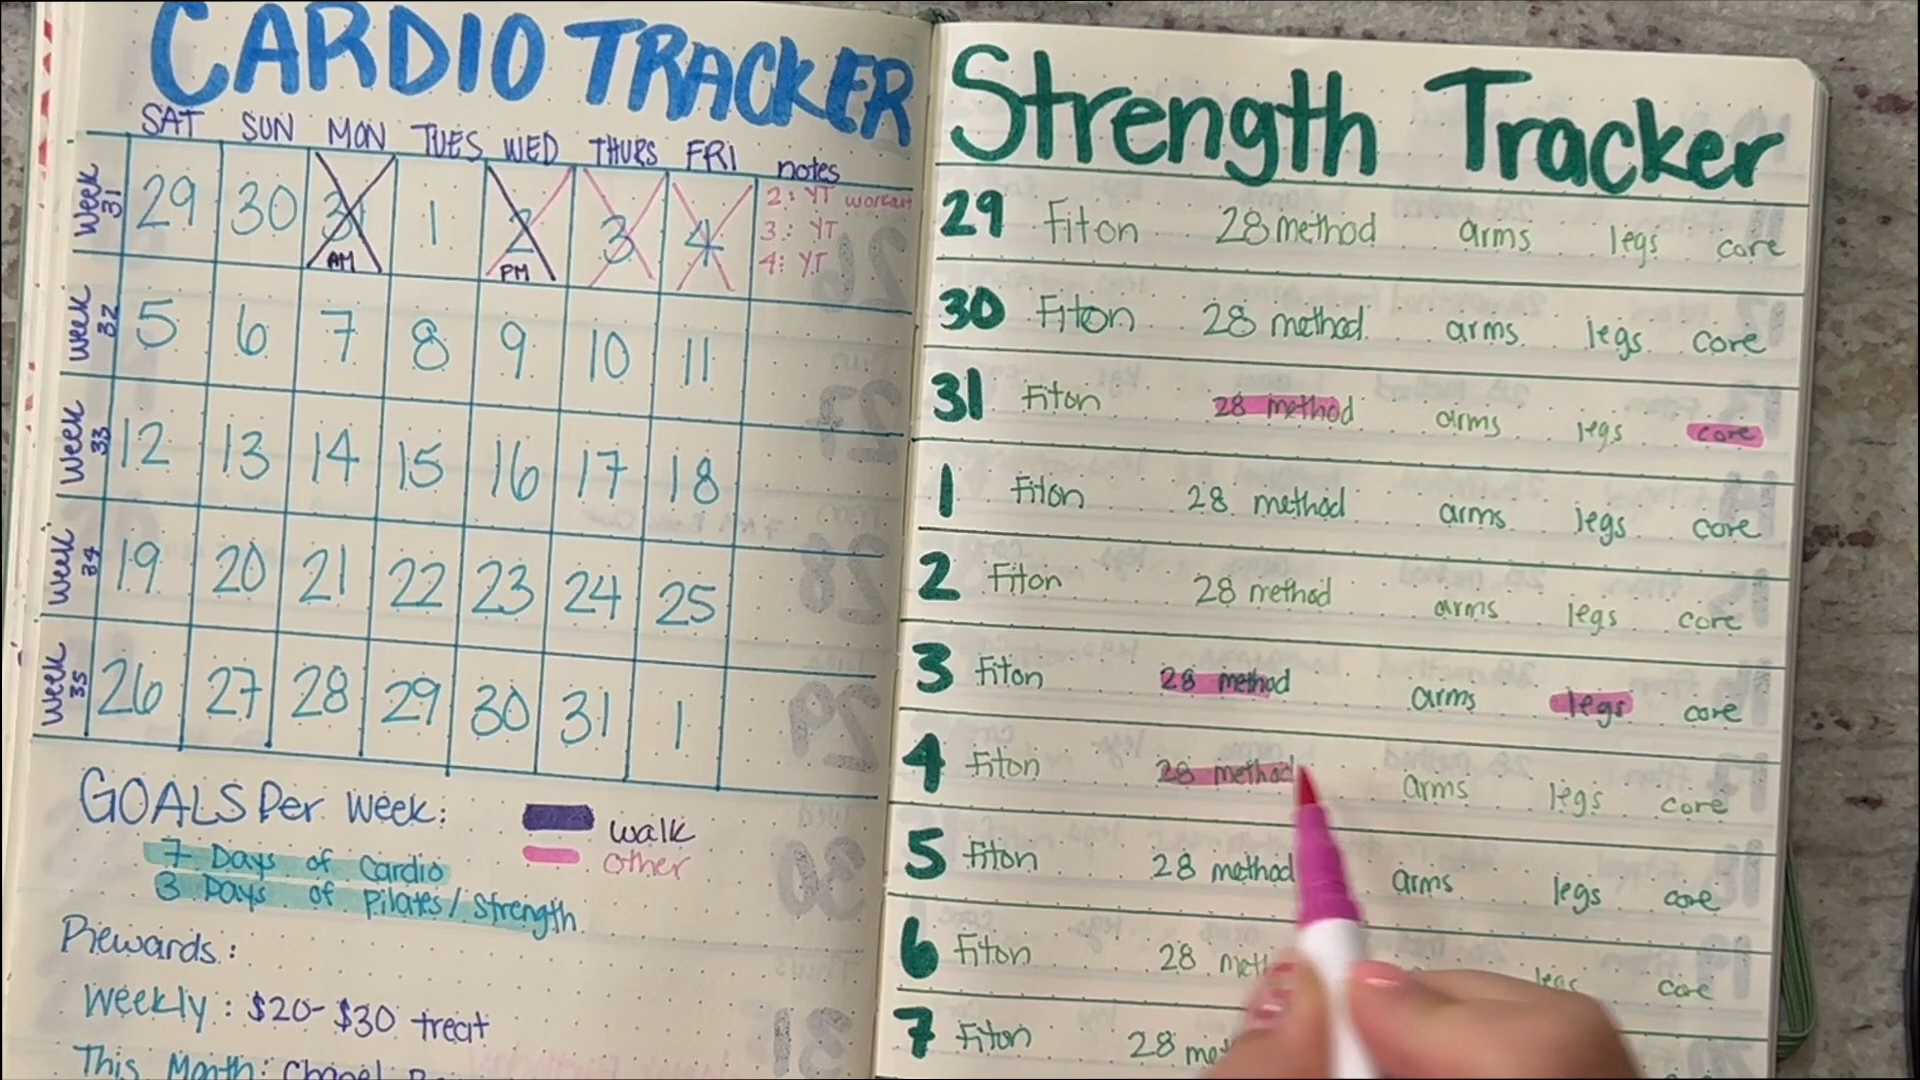 CARDIO TRACKER
SAT SUN MON TUES WED THURS FRI notes
Week 31 29 30 31 1 2 3 4
AM PM
2: YT workout
3: YT
4: YT
Week 32 5 6 7 8 9 10 11
Week 33 12 13 14 15 16 17 18
Week 34 19 20 21 22 23 24 25
Week 35 26 27 28 29 30 31 1
GOALS Per Week:
7 Days of Cardio
3 Days of Pilates/Strength
walk
other
Rewards:
Weekly: $20-$30 treat
This Month:
Strength Tracker
29 Fiton 28 method arms legs core
30 Fiton 28 method arms legs core
31 Fiton 28 method arms legs core
1 Fiton 28 method arms legs core
2 Fiton 28 method arms legs core
3 Fiton 28 method arms legs core
4 Fiton 28 method arms legs core
5 Fiton 28 method arms legs core
6 Fiton 28 legs core
7 Fiton 28